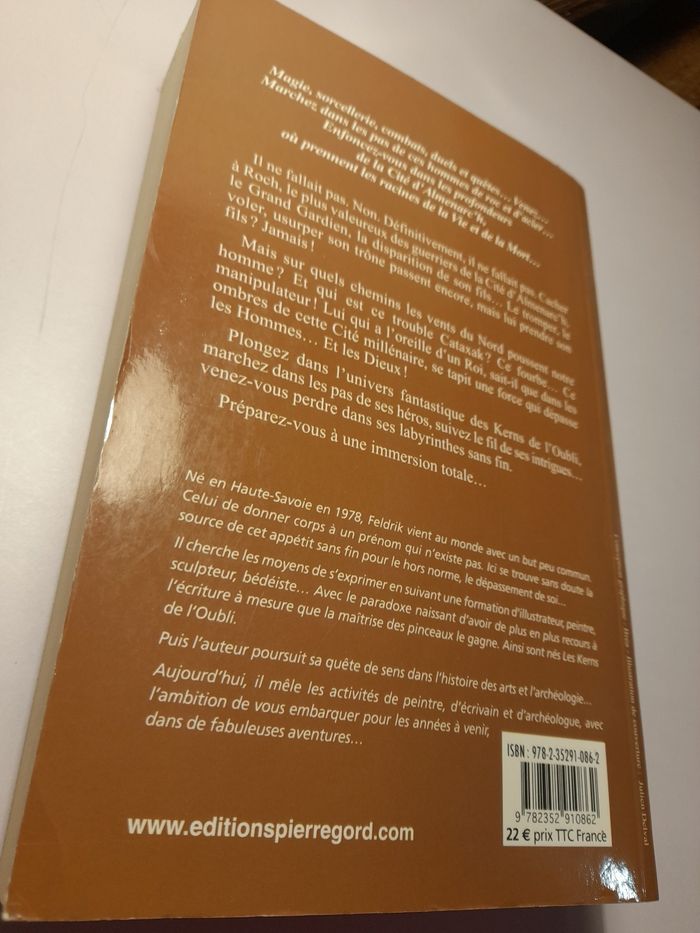 Magie, sorcellerie, combats, duels et quêtes... Venez...
Marchez dans les pas de ces hommes de roc et d'acier...
Enfoncez-vous dans les profondeurs
de la Cité d'Almenarc'h,
où prennent les racines de la Vie et de la Mort...
Il ne fallait pas. Non. Définitivement, il ne fallait pas. Cacher
à Roch, le plus valeureux des guerriers de la Cité d'Almenarc'h,
le Grand Gardien, la disparition de son fils... Le tromper, le
voler, usurper son trône passent encore, mais lui prendre son
fils ? Jamais !
Mais sur quels chemins les vents du Nord poussent notre
homme ? Et qui est ce trouble Cataxak ? Ce fourbe... Ce
manipulateur ! Lui qui a l'oreille d'un Roi, sait-il que dans les
ombres de cette Cité millénaire, se tapit une force qui dépasse
les Hommes... Et les Dieux !
Plongez dans l'univers fantastique des Kerns de l'Oubli,
marchez dans les pas de ses héros, suivez le fil de ses intrigues...
venez-vous perdre dans ses labyrinthes sans fin.
Préparez-vous à une immersion totale...
Né en Haute-Savoie en 1978, Feldrik vient au monde avec un but peu commun.
Celui de donner corps à un prénom qui n'existe pas. Ici se trouve sans doute la
source de cet appétit sans fin pour le hors norme, le dépassement de soi...
Il cherche les moyens de s'exprimer en suivant une formation d'illustrateur, peintre,
sculpteur, bédéiste... Avec le paradoxe naissant d'avoir de plus en plus recours à
l'écriture à mesure que la maîtrise des pinceaux le gagne. Ainsi sont nés Les Kerns
de l'Oubli.
Puis l'auteur poursuit sa quête de sens dans l'histoire des arts et l'archéologie...
Aujourd'hui, il mêle les activités de peintre, d'écrivain et d'archéologue, avec
l'ambition de vous embarquer pour les années à venir,
dans de fabuleuses aventures...
ISBN : 978-2-35291-086-2
9 782352 910862
22 € prix TTC France
www.editionspierregord.com
Illustration de couverture : Julien Delval